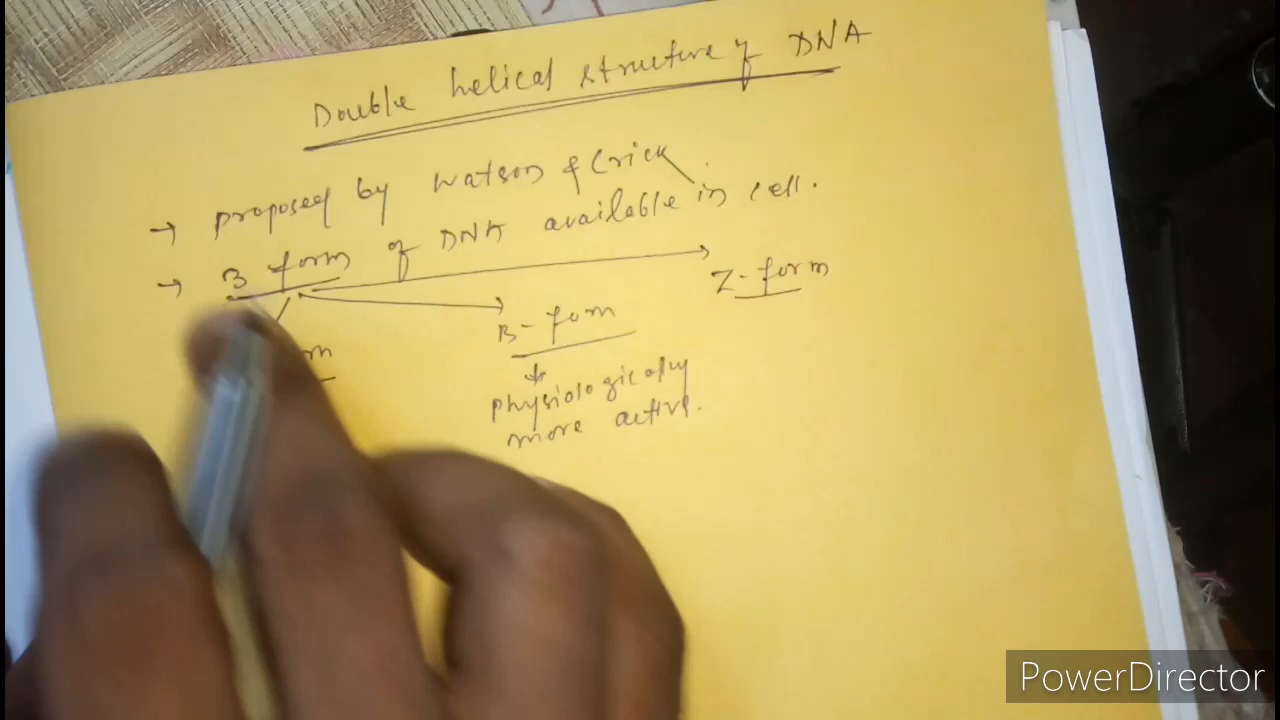 Double helical structure of DNA
→ proposed by Watson & Crick
→ 3 form of DNA available in cell.
Z-form
B-form
physiologically
more active.
PowerDirector